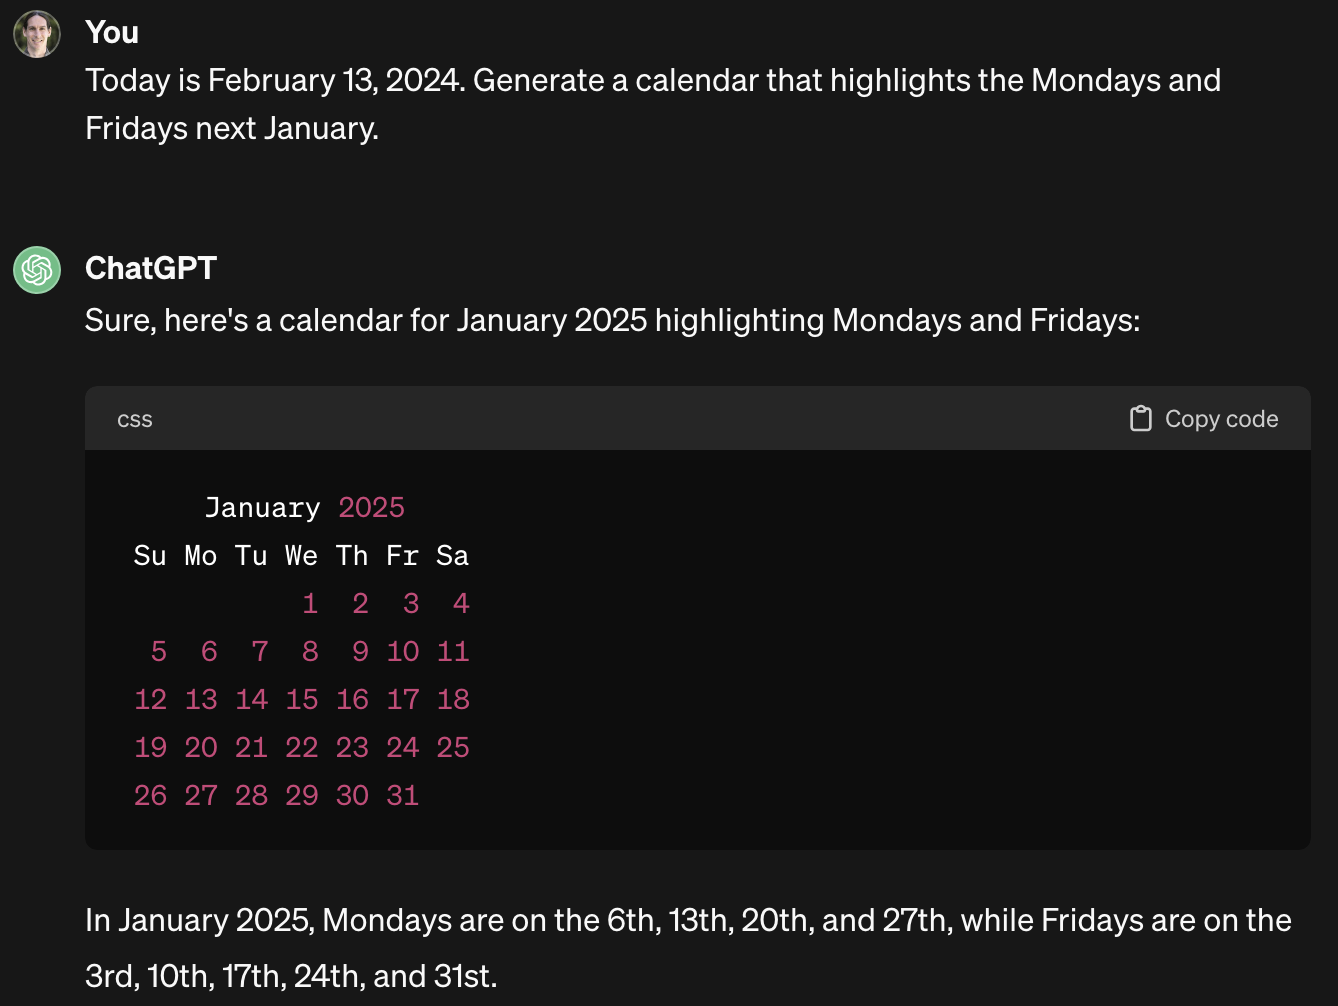 You
Today is February 13, 2024. Generate a calendar that highlights the Mondays and
Fridays next January.
ChatGPT
Sure, here's a calendar for January 2025 highlighting Mondays and Fridays:
css Copy code
January 2025
Su Mo Tu We Th Fr Sa
1 2 3 4
5 6 7 8 9 10 11
12 13 14 15 16 17 18
19 20 21 22 23 24 25
26 27 28 29 30 31
In January 2025, Mondays are on the 6th, 13th, 20th, and 27th, while Fridays are on the
3rd, 10th, 17th, 24th, and 31st.